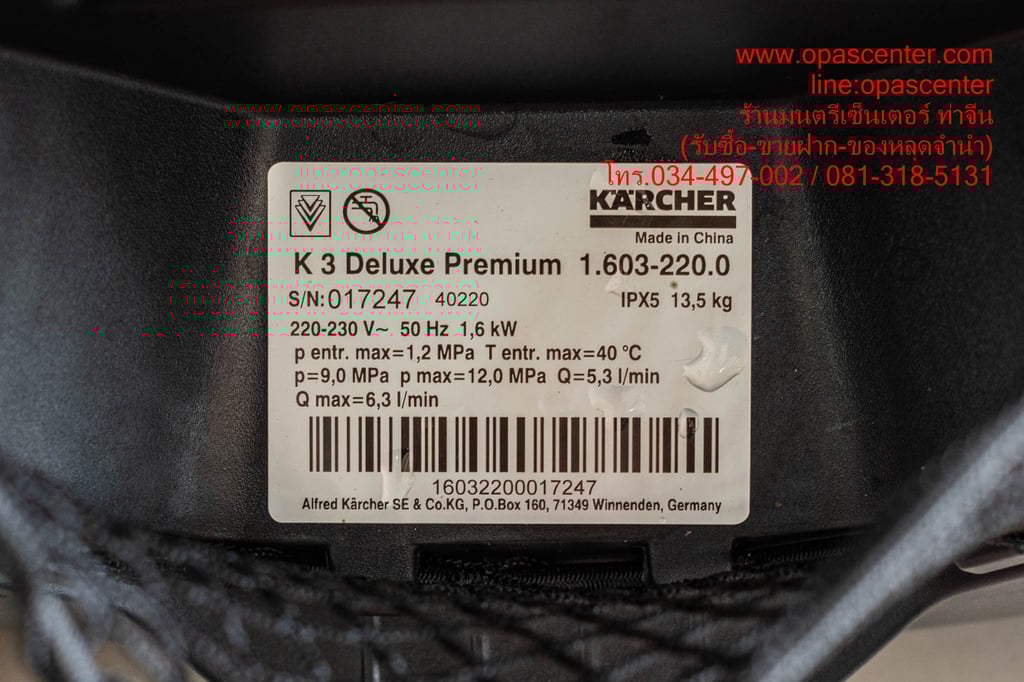 www.opascenter.com
line:opascenter
ร้านมนตรีเซ็นเตอร์ ท่าจีน
(รับซื้อ-ขายฝาก-ของหลุดจำนำ)
โทร.034-497-002 / 081-318-5131
www.opascenter.com
line:opascenter
KÄRCHER
Made in China
K 3 Deluxe Premium 1.603-220.0
S/N: 017247 40220 IPX5 13,5 kg
220-230 V~ 50 Hz 1,6 kW
p entr. max=1,2 MPa T entr. max=40 °C
p=9,0 MPa p max=12,0 MPa Q=5,3 l/min
Q max=6,3 l/min
16032200017247
Alfred Kärcher SE & Co.KG, P.O.Box 160, 71349 Winnenden, Germany